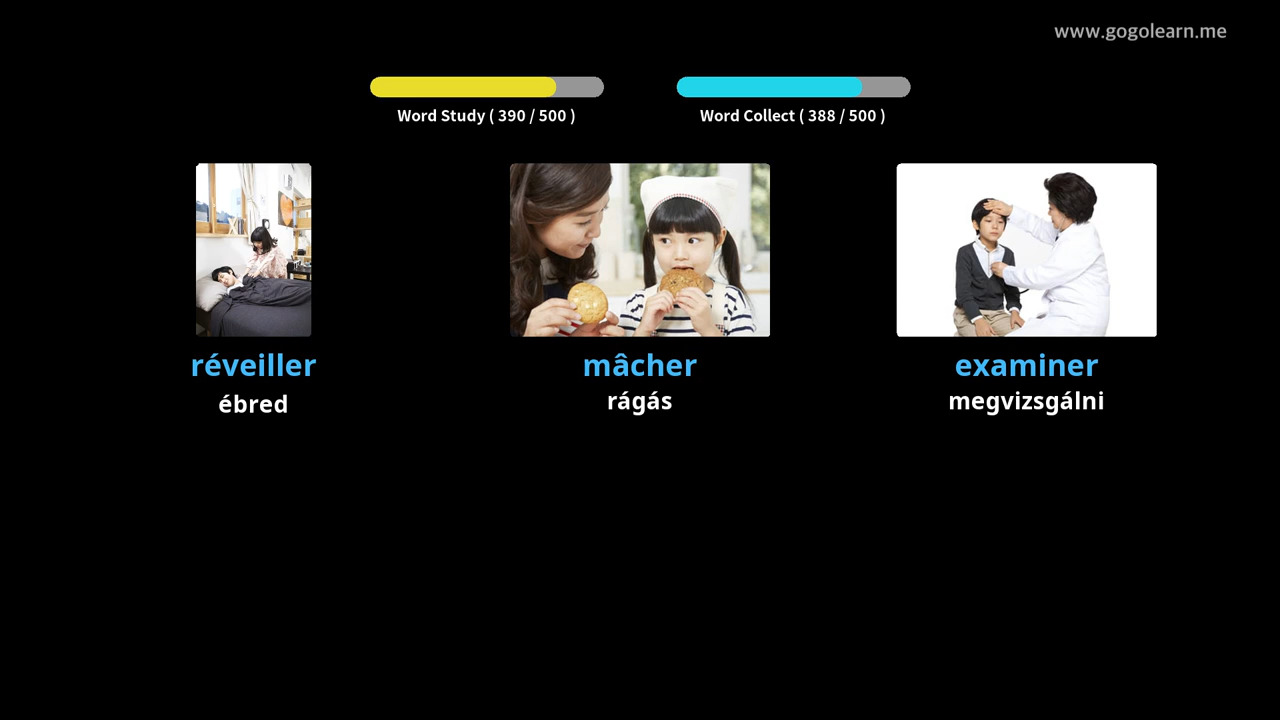 www.gogolearn.me
Word Study ( 390 / 500 )
Word Collect ( 388 / 500 )
réveiller
mâcher
examiner
ébred
rágás
megvizsgálni